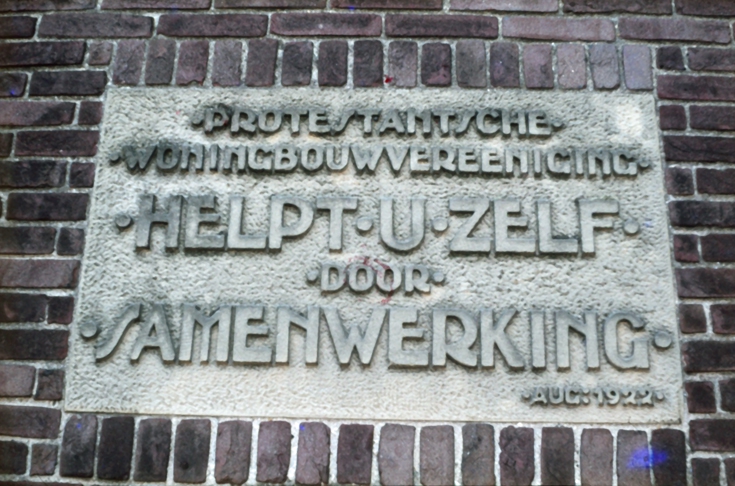 ·PROTESTANTSCHE·
·WONINGBOUWVEREENIGING·
·HELPT·U·ZELF·
·DOOR·
·SAMENWERKING·
·AUG:1922·